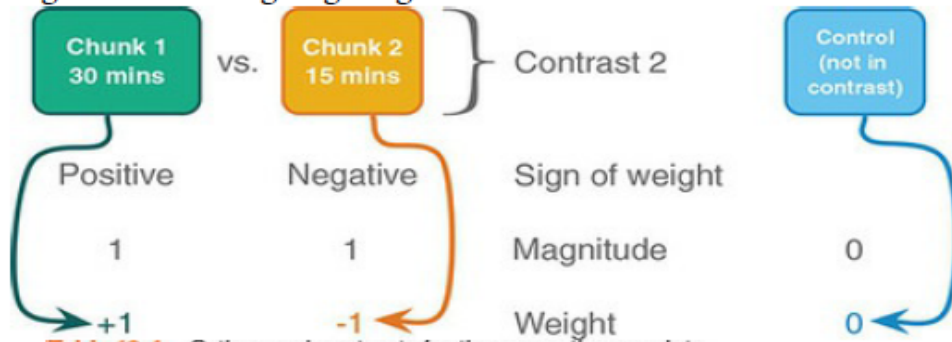 Chunk 1
30 mins
vs.
Chunk 2
15 mins
Contrast 2
Control
(not in
contrast)
Positive
Negative
Sign of weight
1
1
Magnitude
0
+1
-1
Weight
0